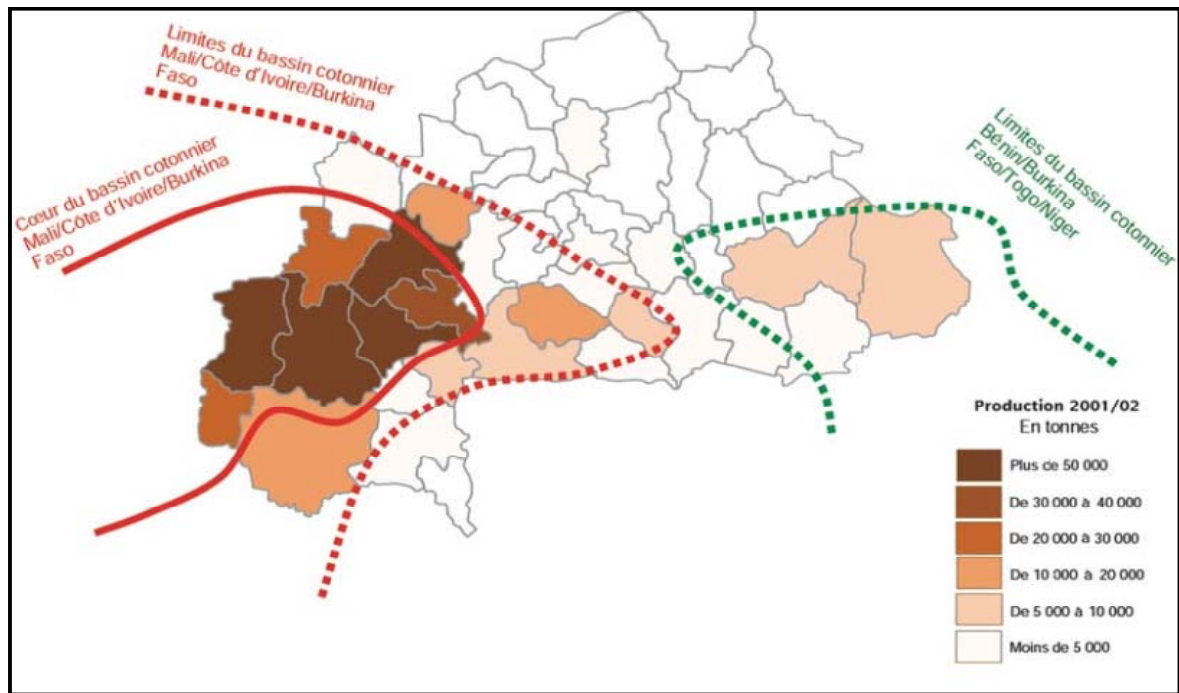 Limites du bassin cotonnier
Mali/Côte d'Ivoire/Burkina
Faso
Cœur du bassin cotonnier
Mali/Côte d'Ivoire/Burkina
Faso
Limites du bassin cotonnier
Bénin/Burkina
Faso/Togo/Niger
Production 2001/02
En tonnes
Plus de 50 000
De 30 000 à 40 000
De 20 000 à 30 000
De 10 000 à 20 000
De 5 000 à 10 000
Moins de 5 000